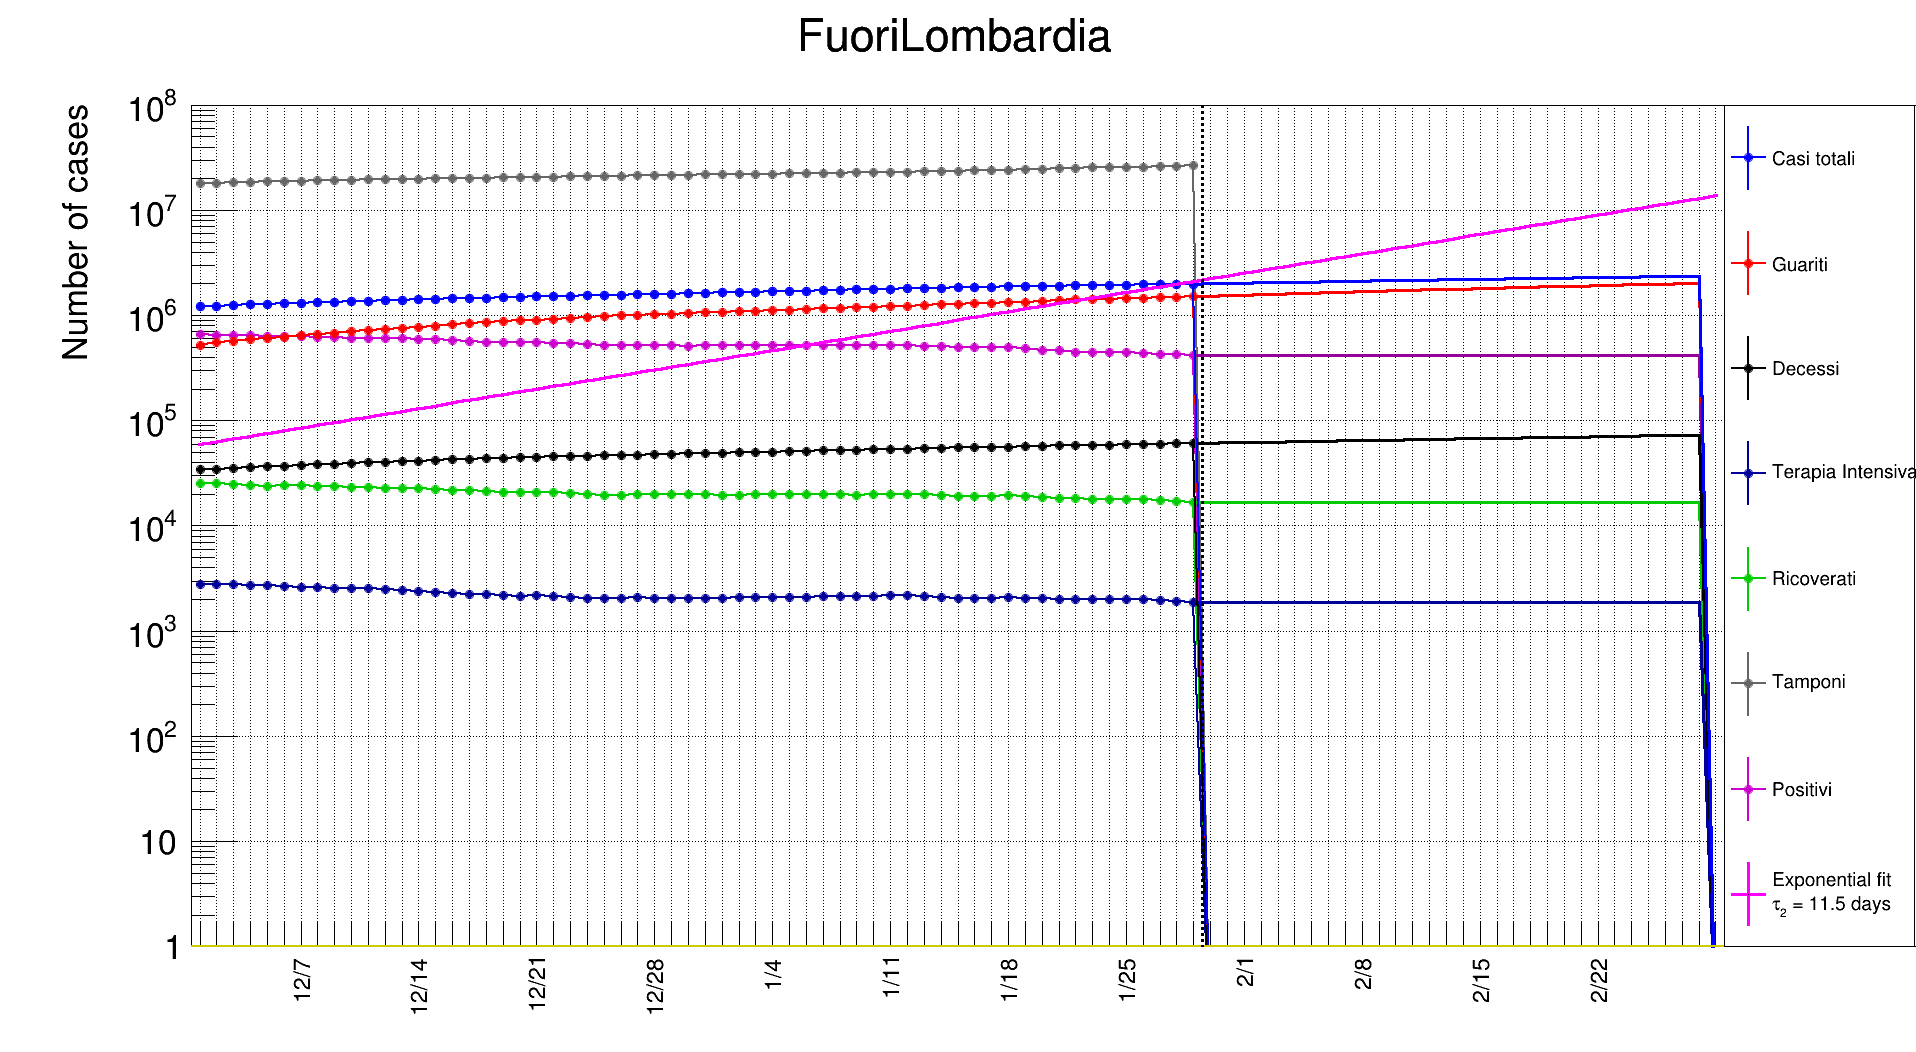 FuoriLombardia
Number of cases
10^8
10^7
10^6
10^5
10^4
10^3
10^2
10
1
12/7
12/14
12/21
12/28
1/4
1/11
1/18
1/25
2/1
2/8
2/15
2/22
Casi totali
Guariti
Decessi
Terapia Intensiva
Ricoverati
Tamponi
Positivi
Exponential fit
τ_2 = 11.5 days